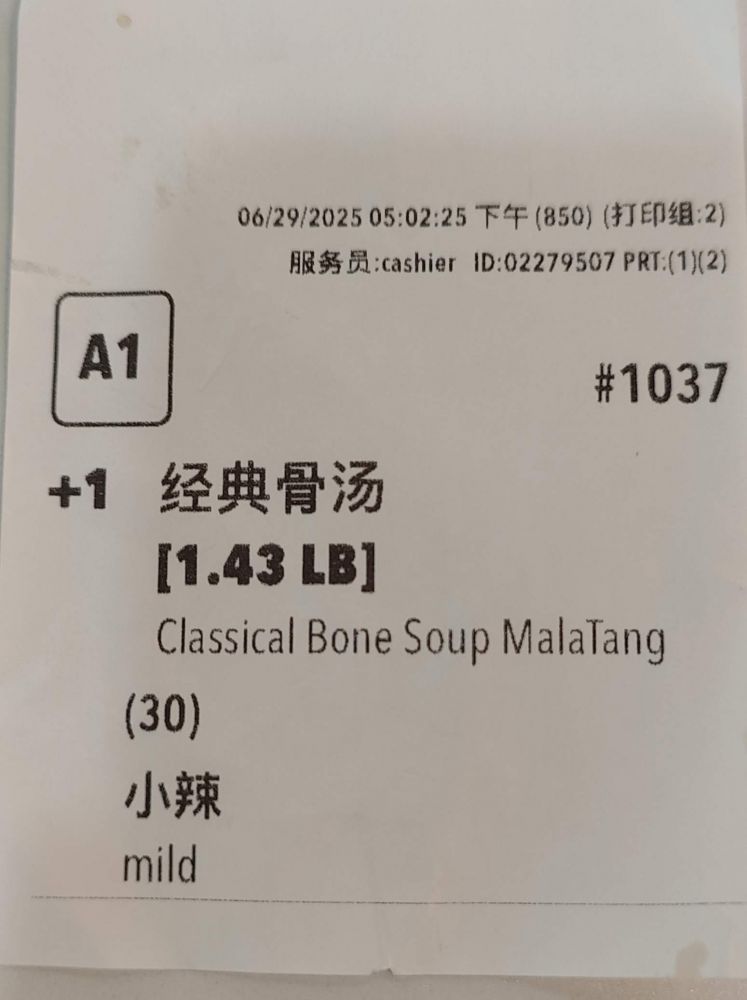 06/29/2025 05:02:25 下午 (850) (打印组:2)
服务员:cashier ID:02279507 PRT:(1)(2)
A1
#1037
+1 经典骨汤
[1.43 LB]
Classical Bone Soup MalaTang
(30)
小辣
mild